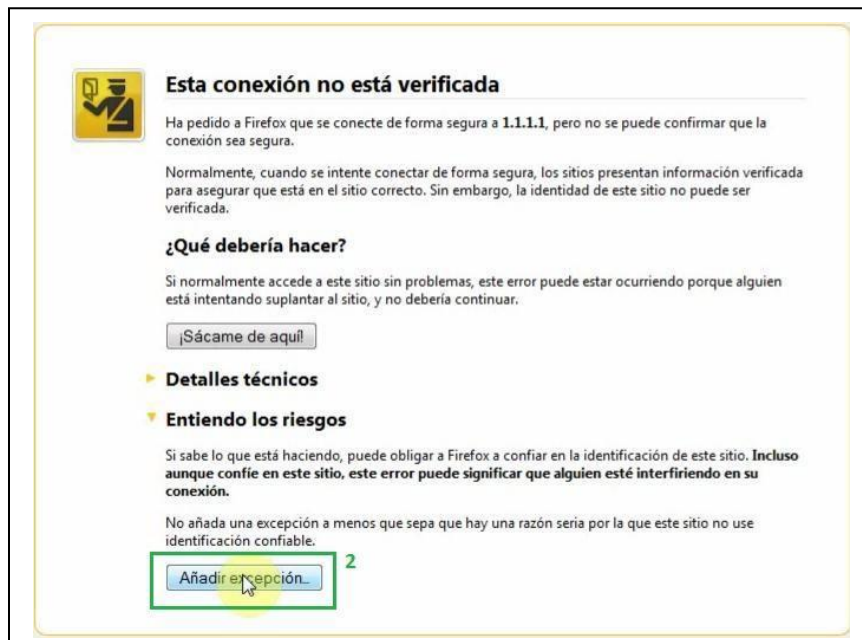 Esta conexión no está verificada
Ha pedido a Firefox que se conecte de forma segura a 1.1.1.1, pero no se puede confirmar que la
conexión sea segura.
Normalmente, cuando se intente conectar de forma segura, los sitios presentan información verificada
para asegurar que está en el sitio correcto. Sin embargo, la identidad de este sitio no puede ser
verificada.
¿Qué debería hacer?
Si normalmente accede a este sitio sin problemas, este error puede estar ocurriendo porque alguien
está intentando suplantar al sitio, y no debería continuar.
¡Sácame de aquí!
Detalles técnicos
Entiendo los riesgos
Si sabe lo que está haciendo, puede obligar a Firefox a confiar en la identificación de este sitio. Incluso
aunque confíe en este sitio, este error puede significar que alguien esté interfiriendo en su
conexión.
No añada una excepción a menos que sepa que hay una razón seria por la que este sitio no use
identificación confiable.
Añadir excepción...
2